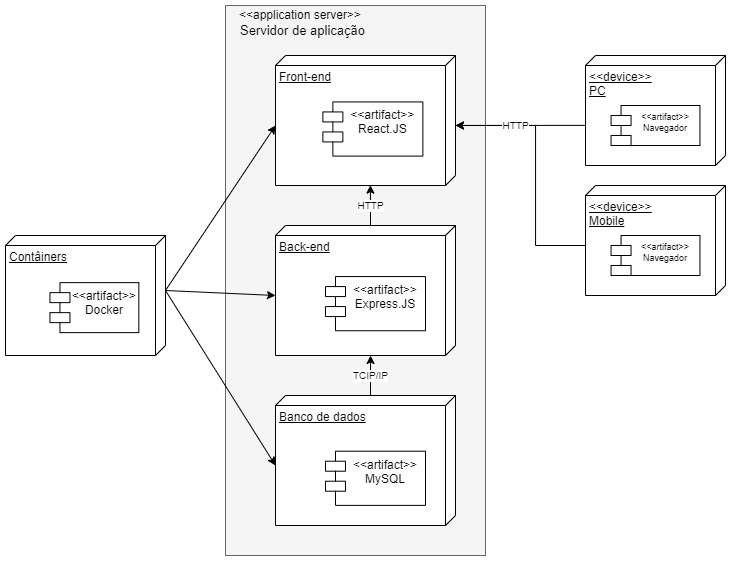 <<application server>>
Servidor de aplicação
Front-end
<<artifact>>
React.JS
HTTP
Back-end
<<artifact>>
Express.JS
TCIP/IP
Banco de dados
<<artifact>>
MySQL
Contâiners
<<artifact>>
Docker
HTTP
<<device>>
PC
<<artifact>>
Navegador
<<device>>
Mobile
<<artifact>>
Navegador